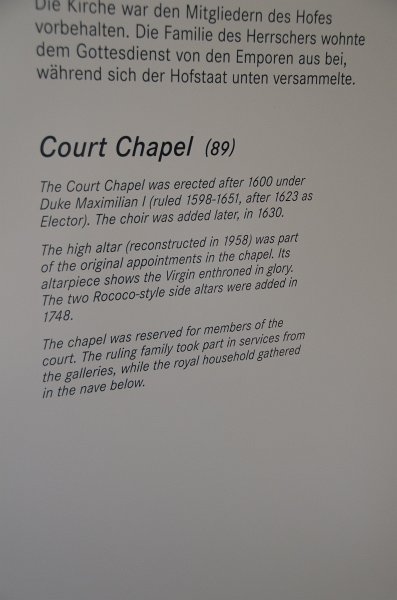 Die Kirche war den Mitgliedern des Hofes
vorbehalten. Die Familie des Herrschers wohnte
dem Gottesdienst von den Emporen aus bei,
während sich der Hofstaat unten versammelte.
Court Chapel (89)
The Court Chapel was erected after 1600 under
Duke Maximilian I (ruled 1598-1651, after 1623 as
Elector). The choir was added later, in 1630.
The high altar (reconstructed in 1958) was part
of the original appointments in the chapel. Its
altarpiece shows the Virgin enthroned in glory.
The two Rococo-style side altars were added in
1748.
The chapel was reserved for members of the
court. The ruling family took part in services from
the galleries, while the royal household gathered
in the nave below.